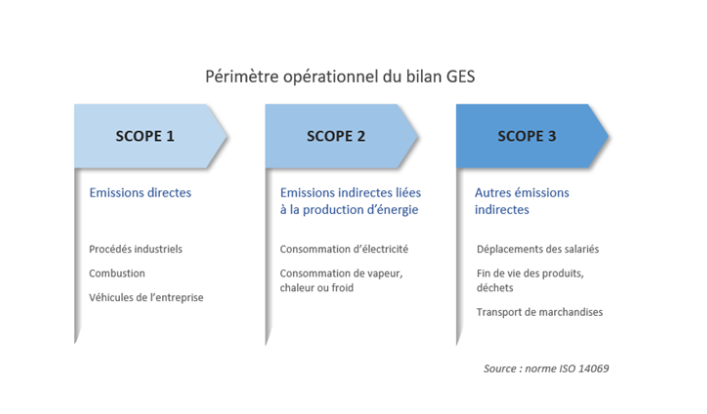 Périmètre opérationnel du bilan GES
SCOPE 1
Emissions directes
Procédés industriels
Combustion
Véhicules de l'entreprise
SCOPE 2
Emissions indirectes liées
à la production d'énergie
Consommation d'électricité
Consommation de vapeur,
chaleur ou froid
SCOPE 3
Autres émissions
indirectes
Déplacements des salariés
Fin de vie des produits,
déchets
Transport de marchandises
Source : norme ISO 14069